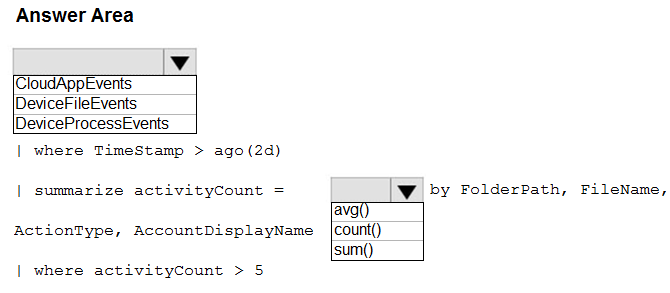 Answer Area
CloudAppEvents
DeviceFileEvents
DeviceProcessEvents
| where TimeStamp > ago(2d)
| summarize activityCount =
avg()
count()
sum()
by FolderPath, FileName,
ActionType, AccountDisplayName
| where activityCount > 5